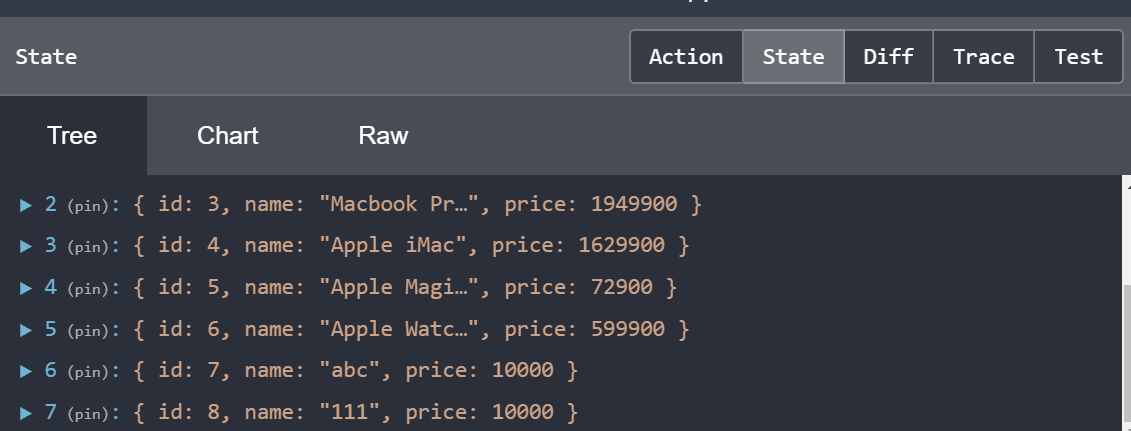 State Action State Diff Trace Test
Tree Chart Raw
▶ 2 (pin): { id: 3, name: "Macbook Pr…", price: 1949900 }
▶ 3 (pin): { id: 4, name: "Apple iMac", price: 1629900 }
▶ 4 (pin): { id: 5, name: "Apple Magi…", price: 72900 }
▶ 5 (pin): { id: 6, name: "Apple Watc…", price: 599900 }
▶ 6 (pin): { id: 7, name: "abc", price: 10000 }
▶ 7 (pin): { id: 8, name: "111", price: 10000 }